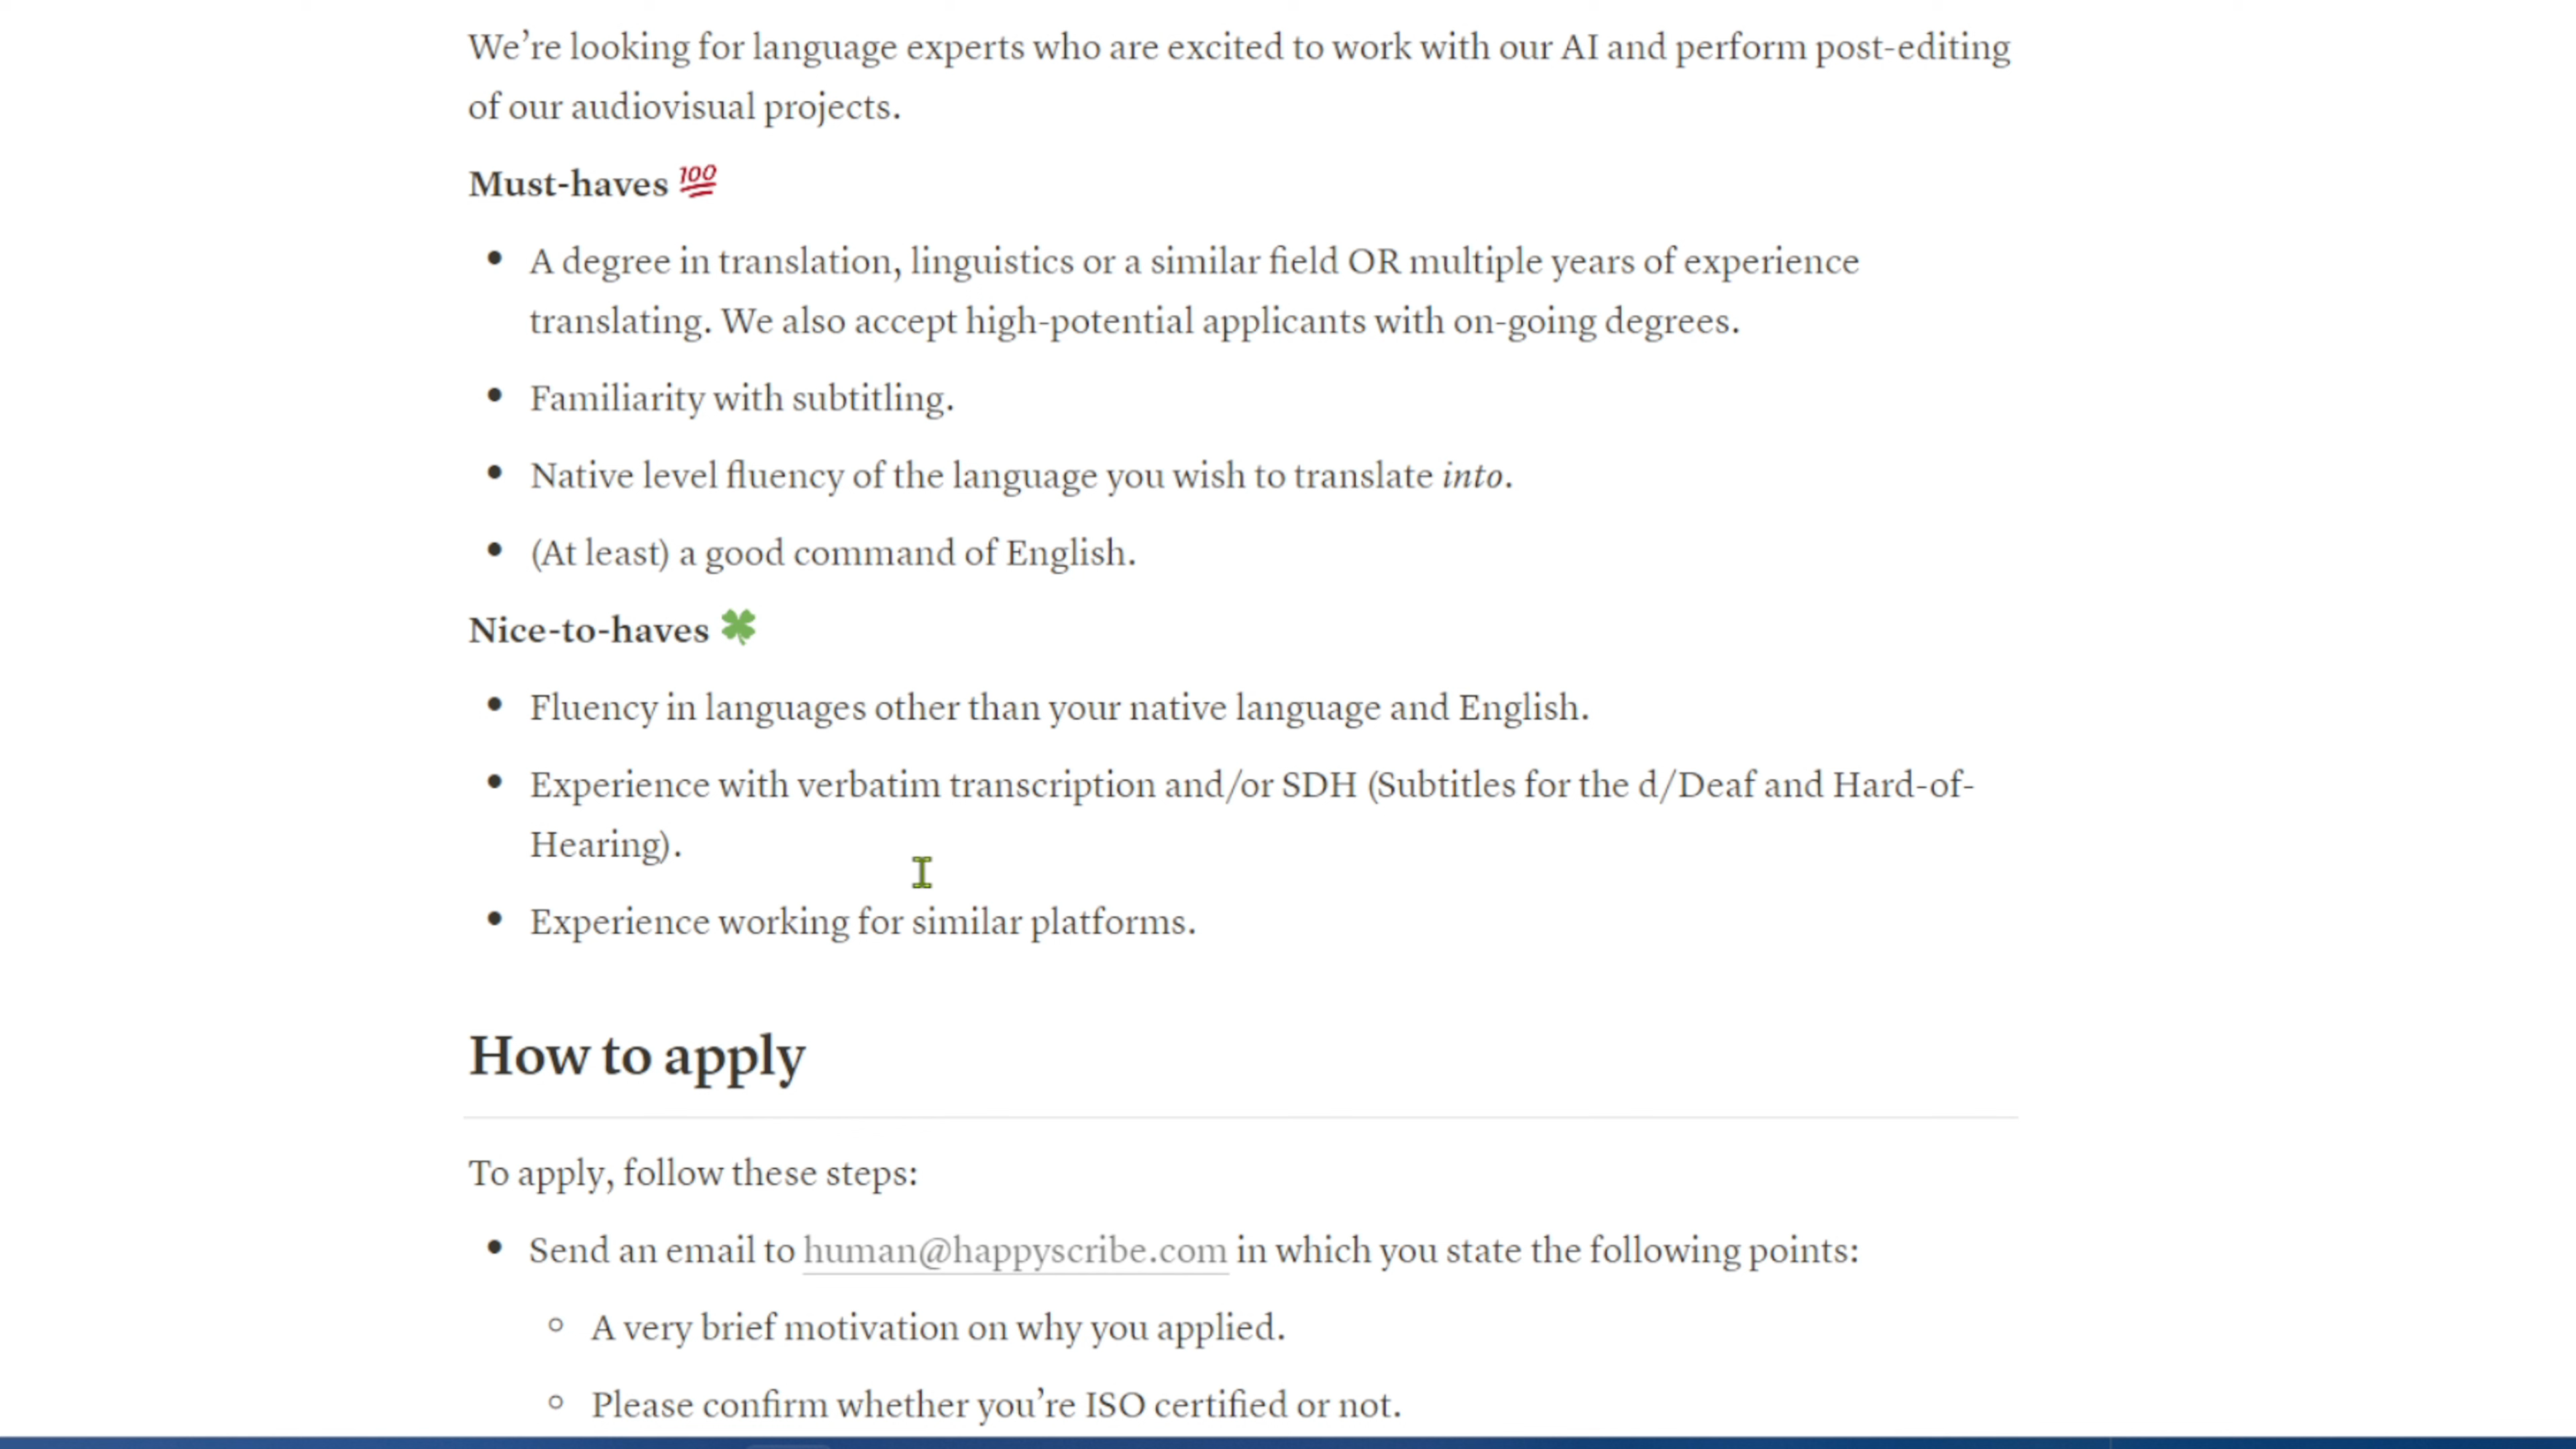 We’re looking for language experts who are excited to work with our AI and perform post-editing
of our audiovisual projects.
Must-haves 💯
• A degree in translation, linguistics or a similar field OR multiple years of experience
translating. We also accept high-potential applicants with on-going degrees.
• Familiarity with subtitling.
• Native level fluency of the language you wish to translate into.
• (At least) a good command of English.
Nice-to-haves 🍀
• Fluency in languages other than your native language and English.
• Experience with verbatim transcription and/or SDH (Subtitles for the d/Deaf and Hard-of-
Hearing).
• Experience working for similar platforms.
How to apply
To apply, follow these steps:
• Send an email to human@happyscribe.com in which you state the following points:
◦ A very brief motivation on why you applied.
◦ Please confirm whether you’re ISO certified or not.